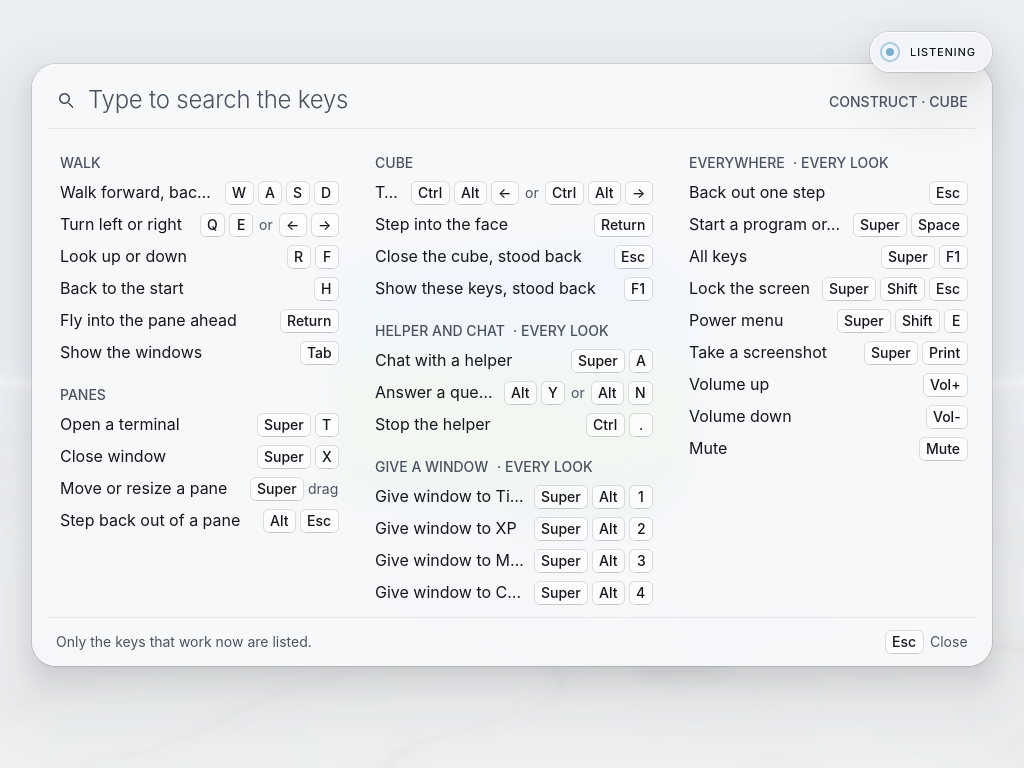 LISTENING
Type to search the keys
CONSTRUCT · CUBE
WALK
Walk forward, bac... W A S D
Turn left or right Q E or ← →
Look up or down R F
Back to the start H
Fly into the pane ahead Return
Show the windows Tab
PANES
Open a terminal Super T
Close window Super X
Move or resize a pane Super drag
Step back out of a pane Alt Esc
CUBE
T... Ctrl Alt ← or Ctrl Alt →
Step into the face Return
Close the cube, stood back Esc
Show these keys, stood back F1
HELPER AND CHAT · EVERY LOOK
Chat with a helper Super A
Answer a que... Alt Y or Alt N
Stop the helper Ctrl .
GIVE A WINDOW · EVERY LOOK
Give window to Ti... Super Alt 1
Give window to XP Super Alt 2
Give window to M... Super Alt 3
Give window to C... Super Alt 4
EVERYWHERE · EVERY LOOK
Back out one step Esc
Start a program or... Super Space
All keys Super F1
Lock the screen Super Shift Esc
Power menu Super Shift E
Take a screenshot Super Print
Volume up Vol+
Volume down Vol-
Mute Mute
Only the keys that work now are listed.
Esc Close